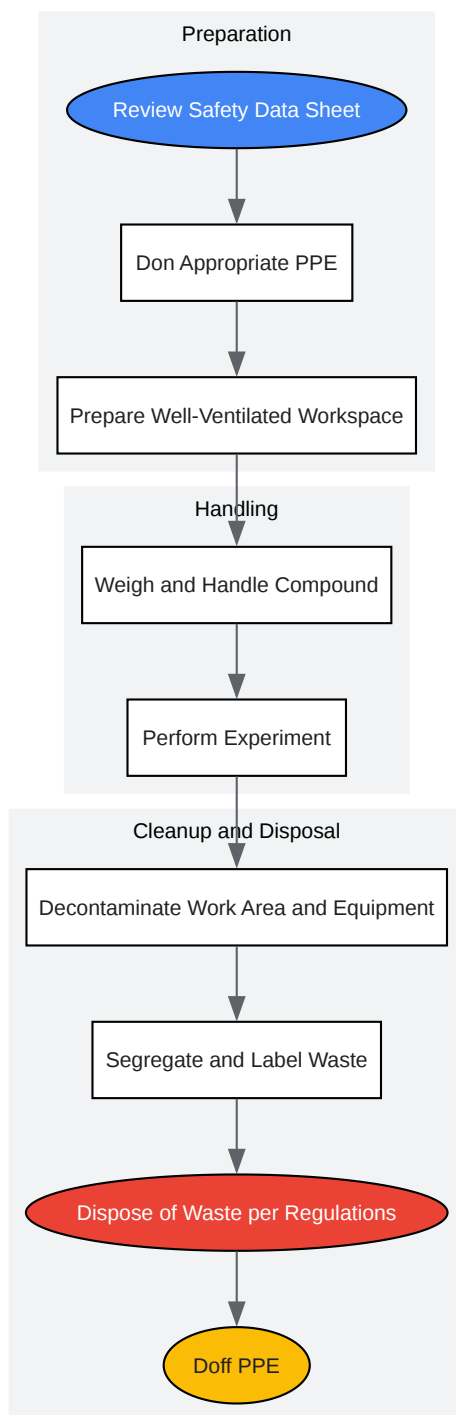 Preparation
Review Safety Data Sheet
Don Appropriate PPE
Prepare Well-Ventilated Workspace
Handling
Weigh and Handle Compound
Perform Experiment
Cleanup and Disposal
Decontaminate Work Area and Equipment
Segregate and Label Waste
Dispose of Waste per Regulations
Doff PPE